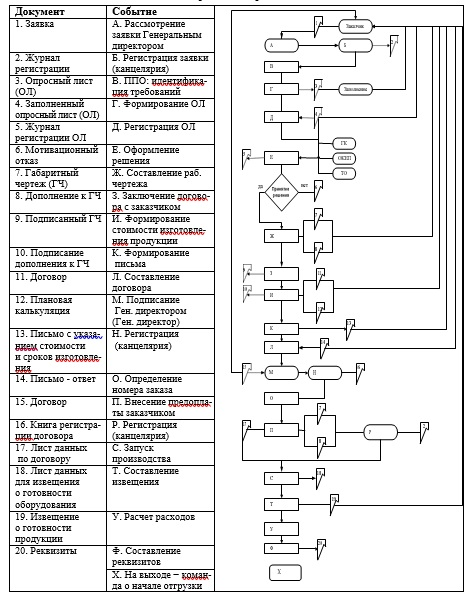 Документ
Событие
1. Заявка
А. Рассмотрение
заявки Генеральным
директором
2. Журнал
регистрации
Б. Регистрация заявки
(канцелярия)
3. Опросный лист
(ОЛ)
В. ППО: идентифика-
ция требований
4. Заполненный
опросный лист (ОЛ)
Г. Формирование ОЛ
5. Журнал
регистрации ОЛ
Д. Регистрация ОЛ
6. Мотивационный
отказ
Е. Оформление
решения
7. Габаритный
чертеж (ГЧ)
Ж. Составление раб.
чертежа
8. Дополнение к ГЧ
З. Заключение догово-
ра с заказчиком
9. Подписанный ГЧ
И. Формирование
стоимости изготовле-
ния продукции
10. Подписание
дополнения к ГЧ
К. Формирование
письма
11. Договор
Л. Составление
договора
12. Плановая
калькуляция
М. Подписание
Ген. директором
(Ген. директор)
13. Письмо с указа-
нием стоимости
и сроков изготовле-
ния
Н. Регистрация
(канцелярия)
14. Письмо - ответ
О. Определение
номера заказа
15. Договор
П. Внесение предопла-
ты заказчиком
16. Книга регистра-
ции договора
Р. Регистрация
(канцелярия)
17. Лист данных
по договору
С. Запуск
производства
18. Лист данных
для извещения
о готовности
оборудования
Т. Составление
извещения
19. Извещение
о готовности
продукции
У. Расчет расходов
20. Реквизиты
Ф. Составление
реквизитов
Х. На выходе – коман-
да о начале отгрузки
Заказчик
А
Б
В
Г
Д
ГК
ОКБП
ТО
Е
да
нет
Принятие
решения
Ж
З
И
К
Л
М
Н
О
П
Р
С
Т
У
Ф
Х